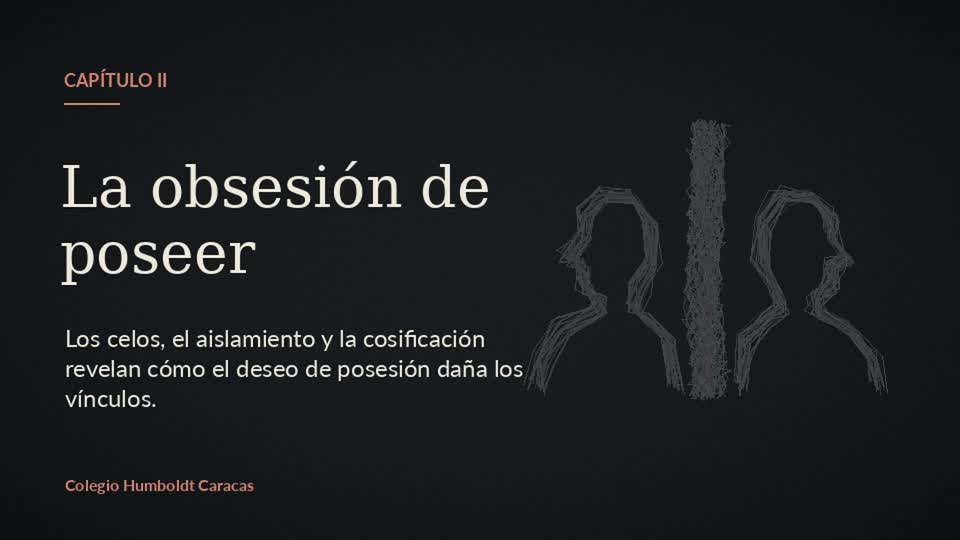 CAPÍTULO II
La obsesión de
poseer
Los celos, el aislamiento y la cosificación
revelan cómo el deseo de posesión daña los
vínculos.
Colegio Humboldt Caracas